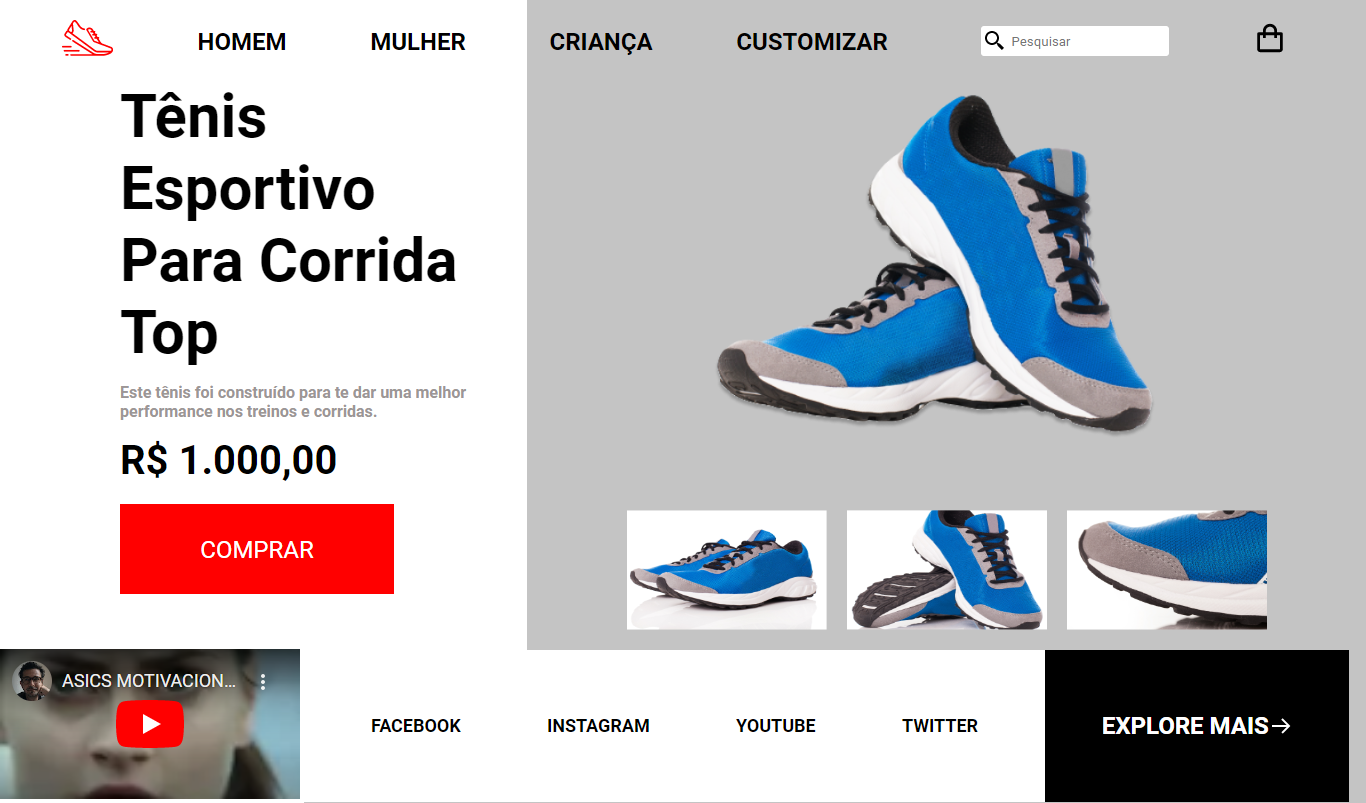 HOMEM
MULHER
CRIANÇA
CUSTOMIZAR
Pesquisar
Tênis
Esportivo
Para Corrida
Top
Este tênis foi construído para te dar uma melhor
performance nos treinos e corridas.
R$ 1.000,00
COMPRAR
ASICS MOTIVACION...
FACEBOOK
INSTAGRAM
YOUTUBE
TWITTER
EXPLORE MAIS